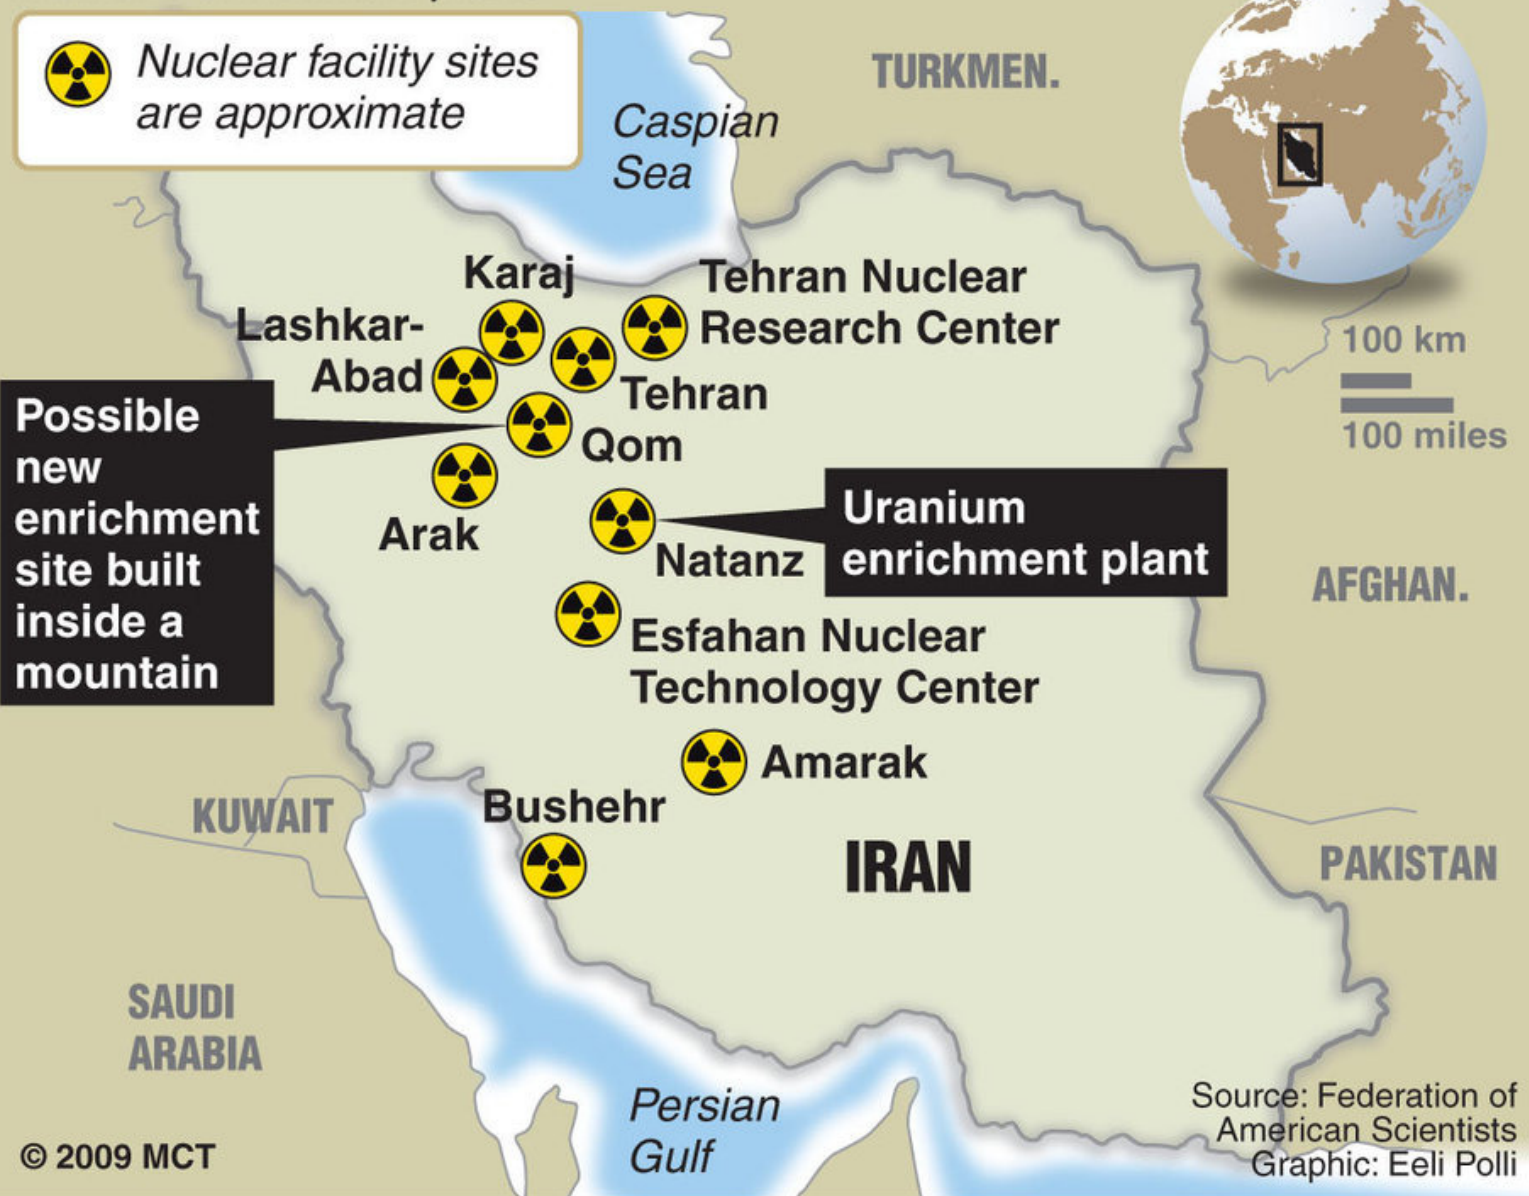 Nuclear facility sites
are approximate
Caspian
Sea
TURKMEN.
Karaj
Tehran Nuclear
Research Center
Lashkar-
Abad
Tehran
100 km
100 miles
Possible
new
enrichment
site built
inside a
mountain
Qom
Arak
Uranium
enrichment plant
Natanz
AFGHAN.
Esfahan Nuclear
Technology Center
Amarak
KUWAIT
Bushehr
IRAN
PAKISTAN
SAUDI
ARABIA
Persian
Gulf
Source: Federation of
American Scientists
Graphic: Eeli Polli
© 2009 MCT